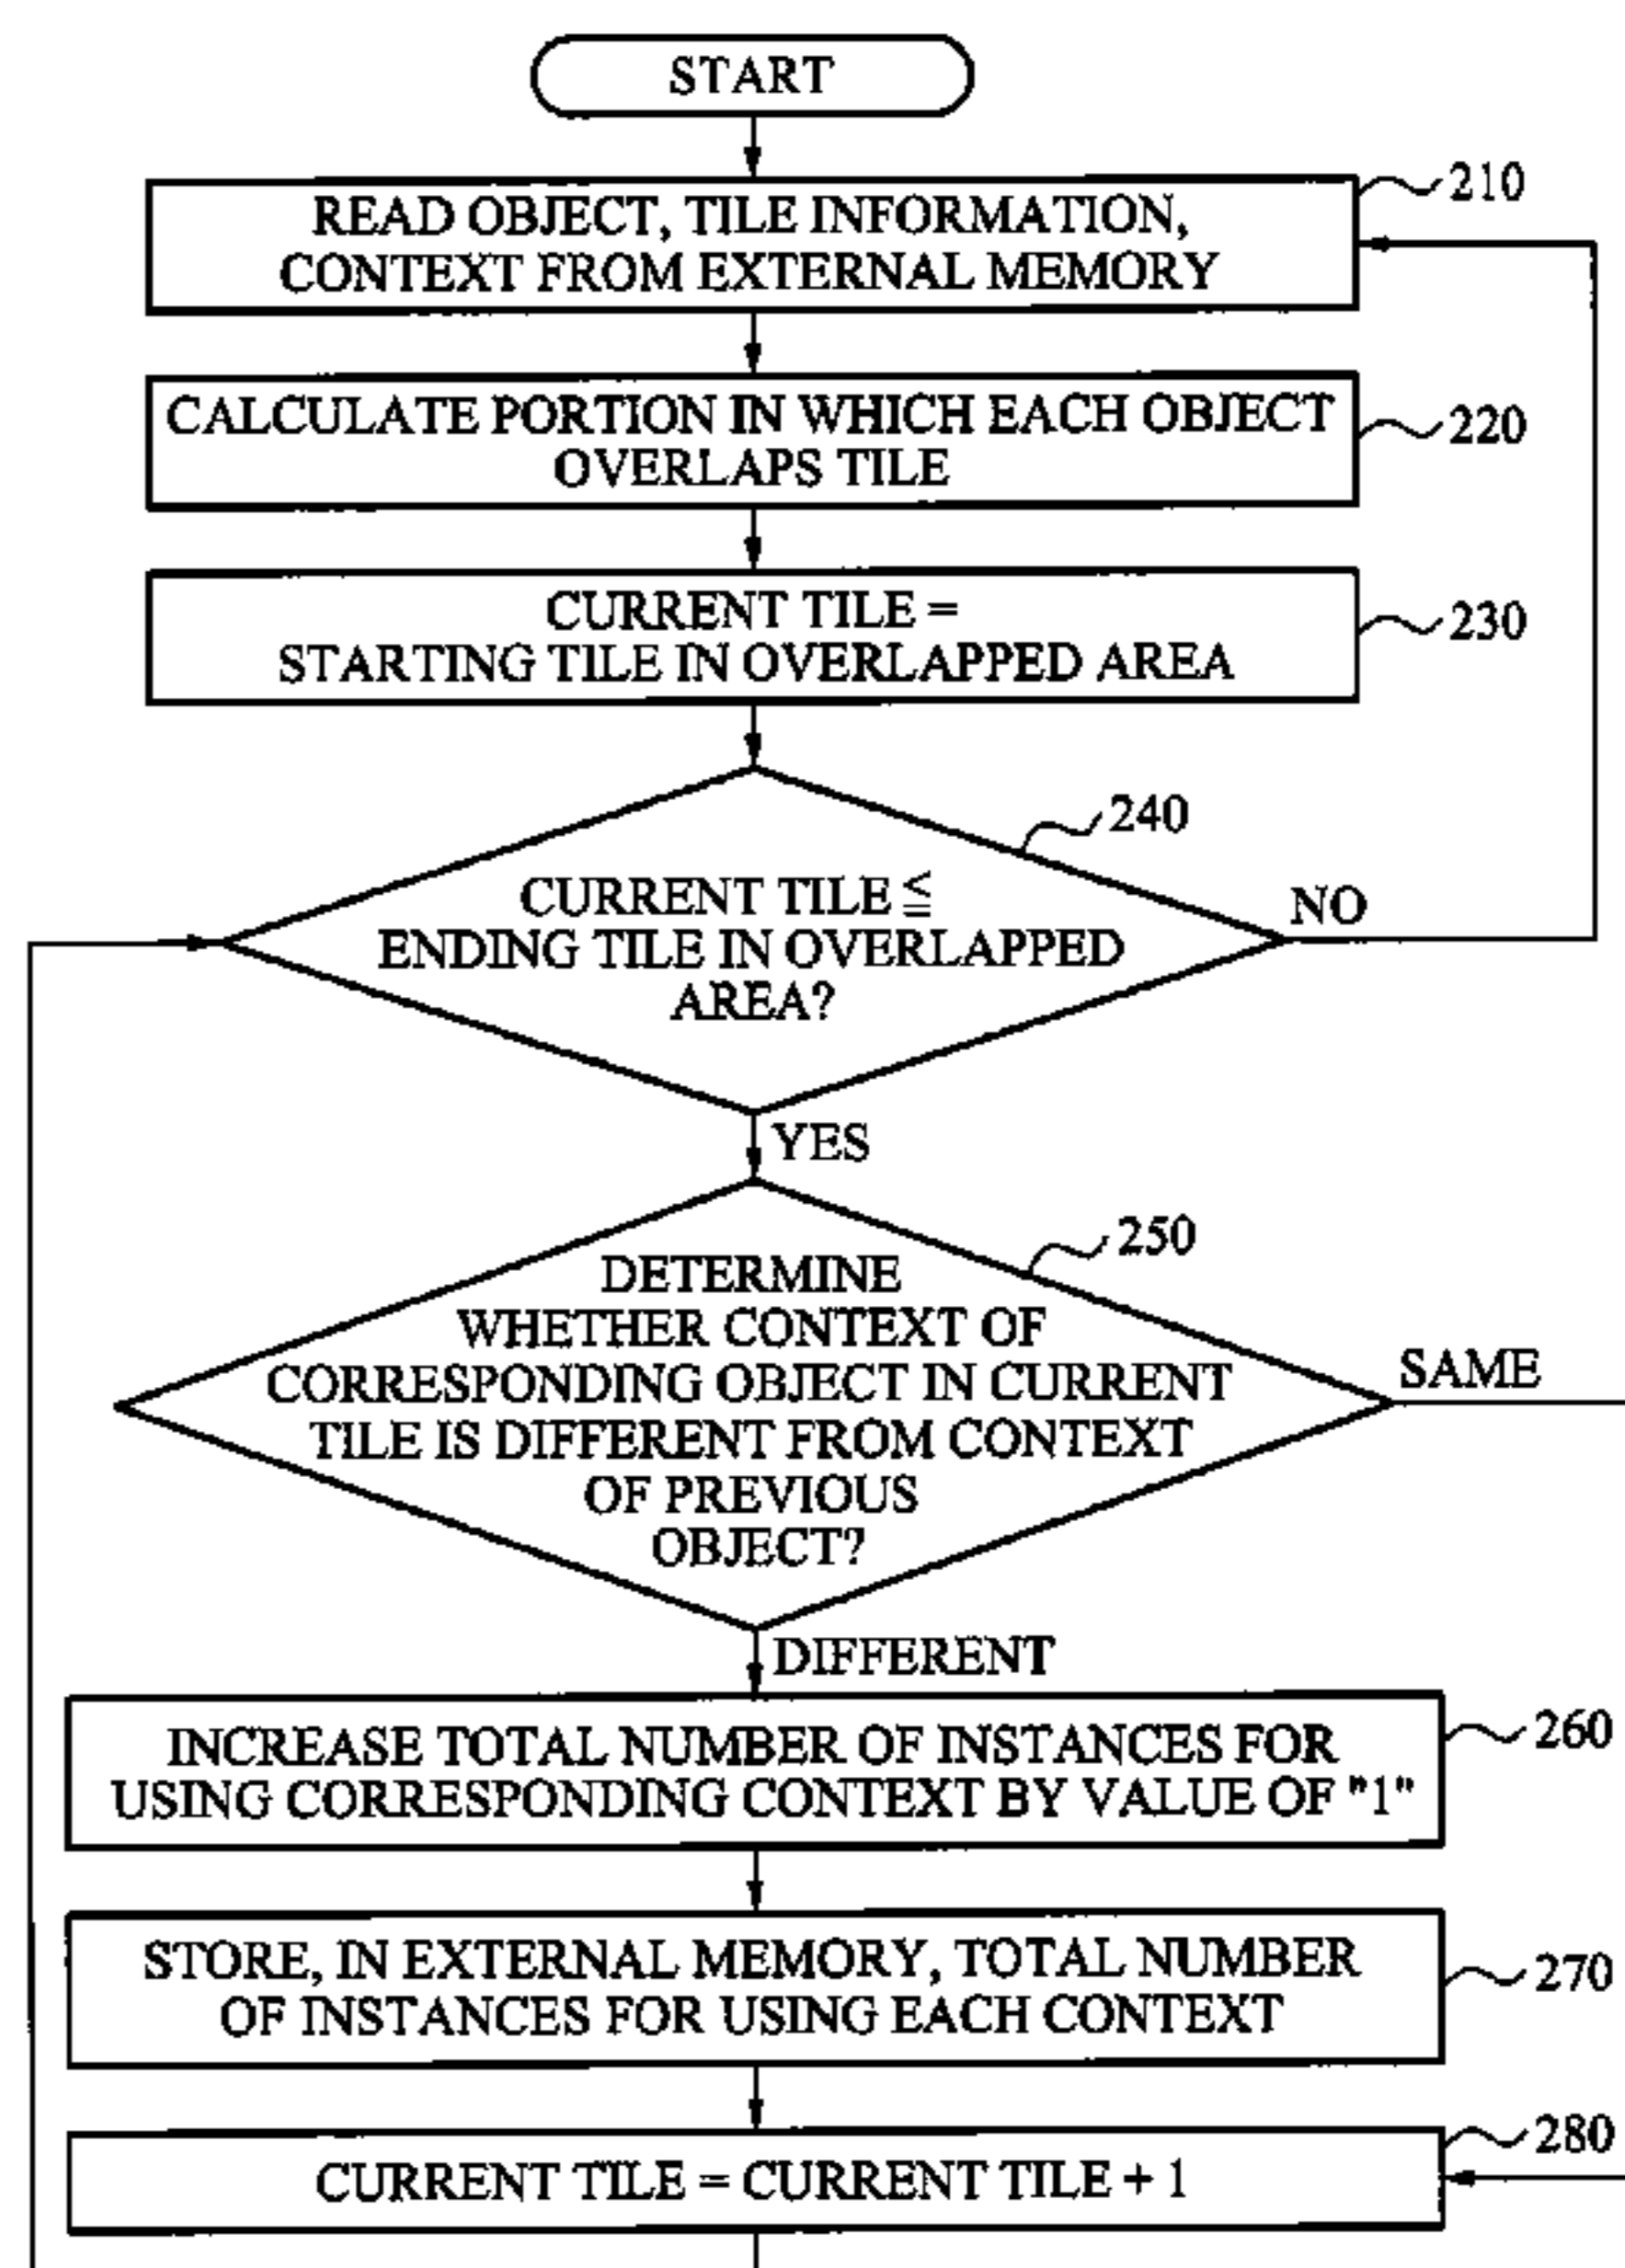 START
READ OBJECT, TILE INFORMATION,
CONTEXT FROM EXTERNAL MEMORY
210
CALCULATE PORTION IN WHICH EACH OBJECT
OVERLAPS TILE
220
CURRENT TILE =
STARTING TILE IN OVERLAPPED AREA
230
240
CURRENT TILE ≦
ENDING TILE IN OVERLAPPED
AREA?
NO
YES
250
DETERMINE
WHETHER CONTEXT OF
CORRESPONDING OBJECT IN CURRENT
TILE IS DIFFERENT FROM CONTEXT
OF PREVIOUS
OBJECT?
SAME
DIFFERENT
INCREASE TOTAL NUMBER OF INSTANCES FOR
USING CORRESPONDING CONTEXT BY VALUE OF "1"
260
STORE, IN EXTERNAL MEMORY, TOTAL NUMBER
OF INSTANCES FOR USING EACH CONTEXT
270
CURRENT TILE = CURRENT TILE + 1
280